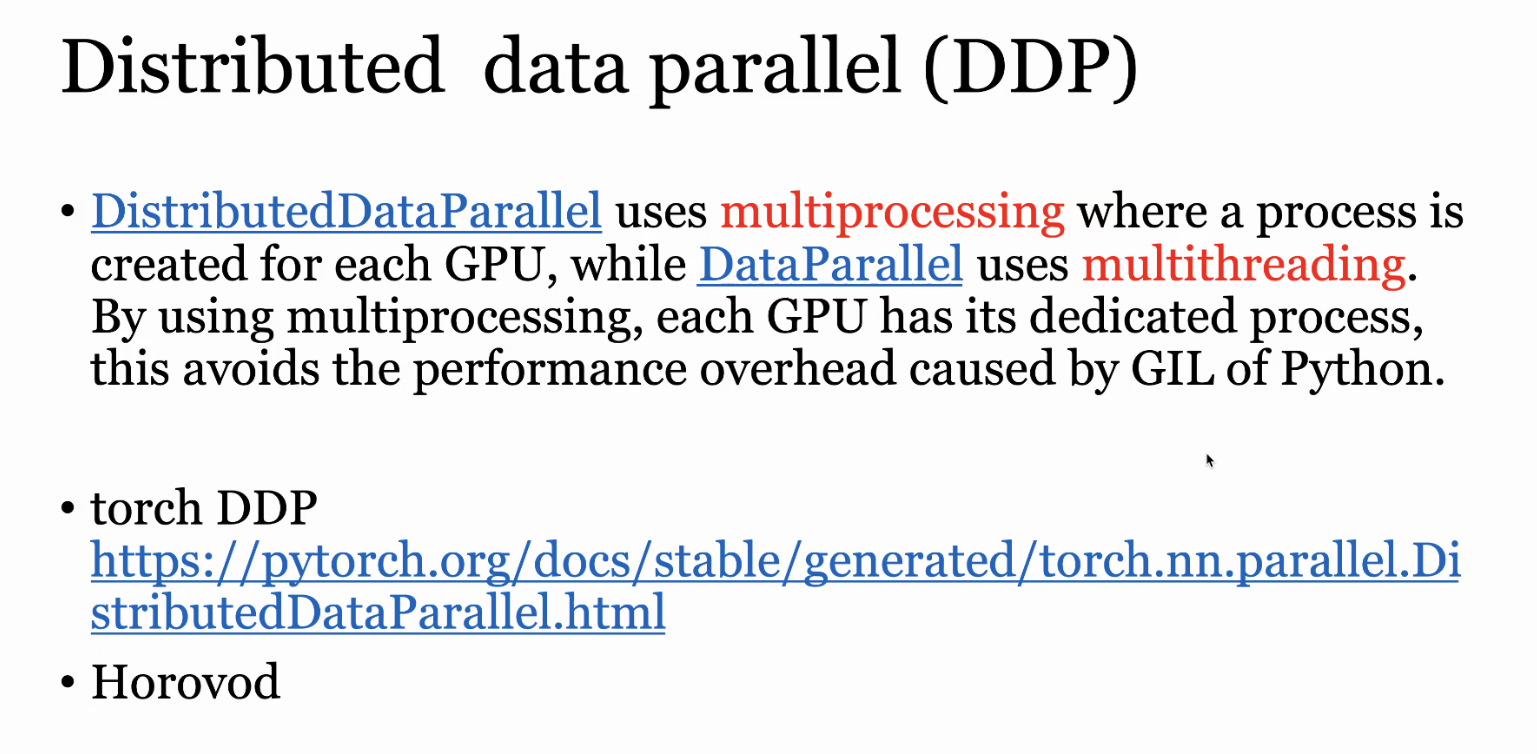 Distributed  data parallel (DDP)
• DistributedDataParallel uses multiprocessing where a process is
created for each GPU, while DataParallel uses multithreading.
By using multiprocessing, each GPU has its dedicated process,
this avoids the performance overhead caused by GIL of Python.
• torch DDP
https://pytorch.org/docs/stable/generated/torch.nn.parallel.Di
stributedDataParallel.html
• Horovod